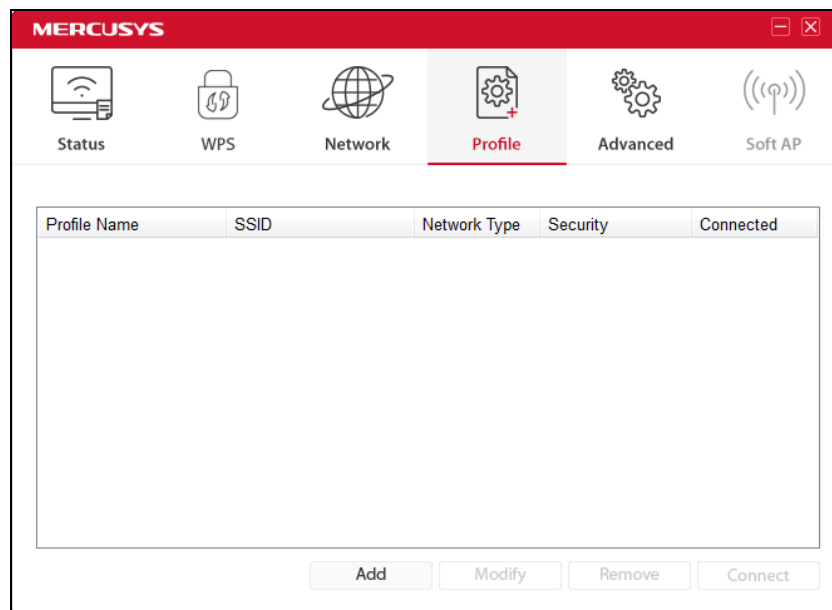 MERCUSYS
Status WPS Network Profile Advanced Soft AP
Profile Name SSID Network Type Security Connected
Add Modify Remove Connect